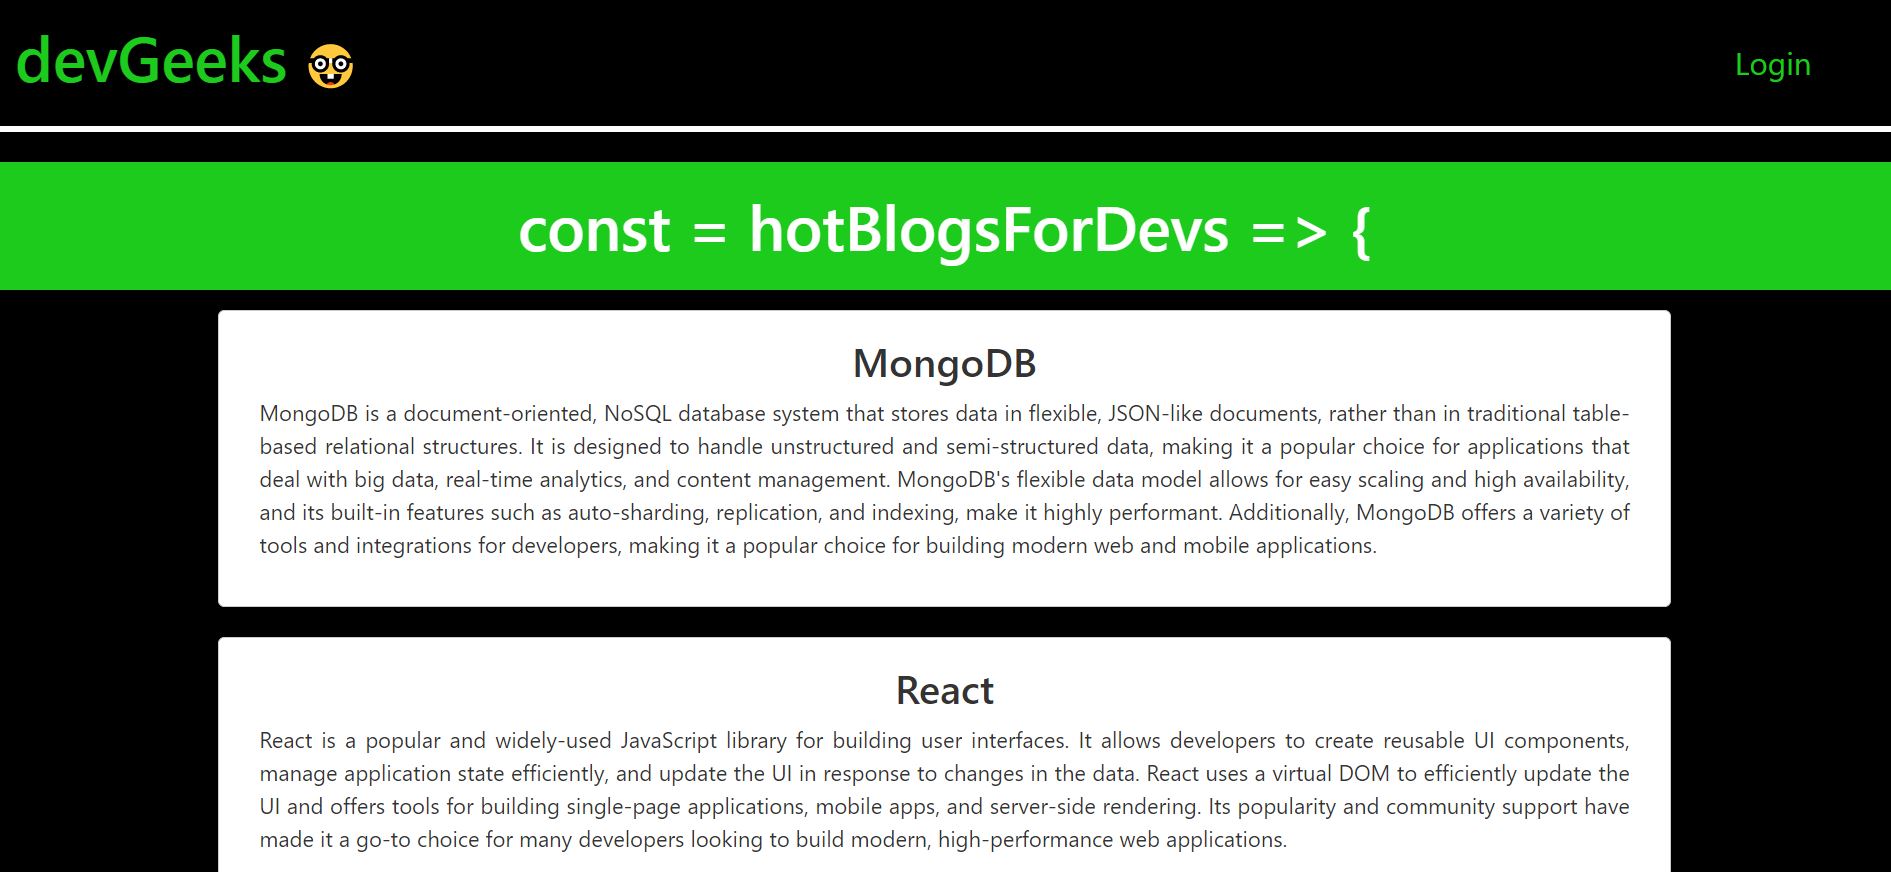 devGeeks 🤓
Login
const = hotBlogsForDevs => {
MongoDB
MongoDB is a document-oriented, NoSQL database system that stores data in flexible, JSON-like documents, rather than in traditional table-
based relational structures. It is designed to handle unstructured and semi-structured data, making it a popular choice for applications that
deal with big data, real-time analytics, and content management. MongoDB's flexible data model allows for easy scaling and high availability,
and its built-in features such as auto-sharding, replication, and indexing, make it highly performant. Additionally, MongoDB offers a variety of
tools and integrations for developers, making it a popular choice for building modern web and mobile applications.
React
React is a popular and widely-used JavaScript library for building user interfaces. It allows developers to create reusable UI components,
manage application state efficiently, and update the UI in response to changes in the data. React uses a virtual DOM to efficiently update the
UI and offers tools for building single-page applications, mobile apps, and server-side rendering. Its popularity and community support have
made it a go-to choice for many developers looking to build modern, high-performance web applications.